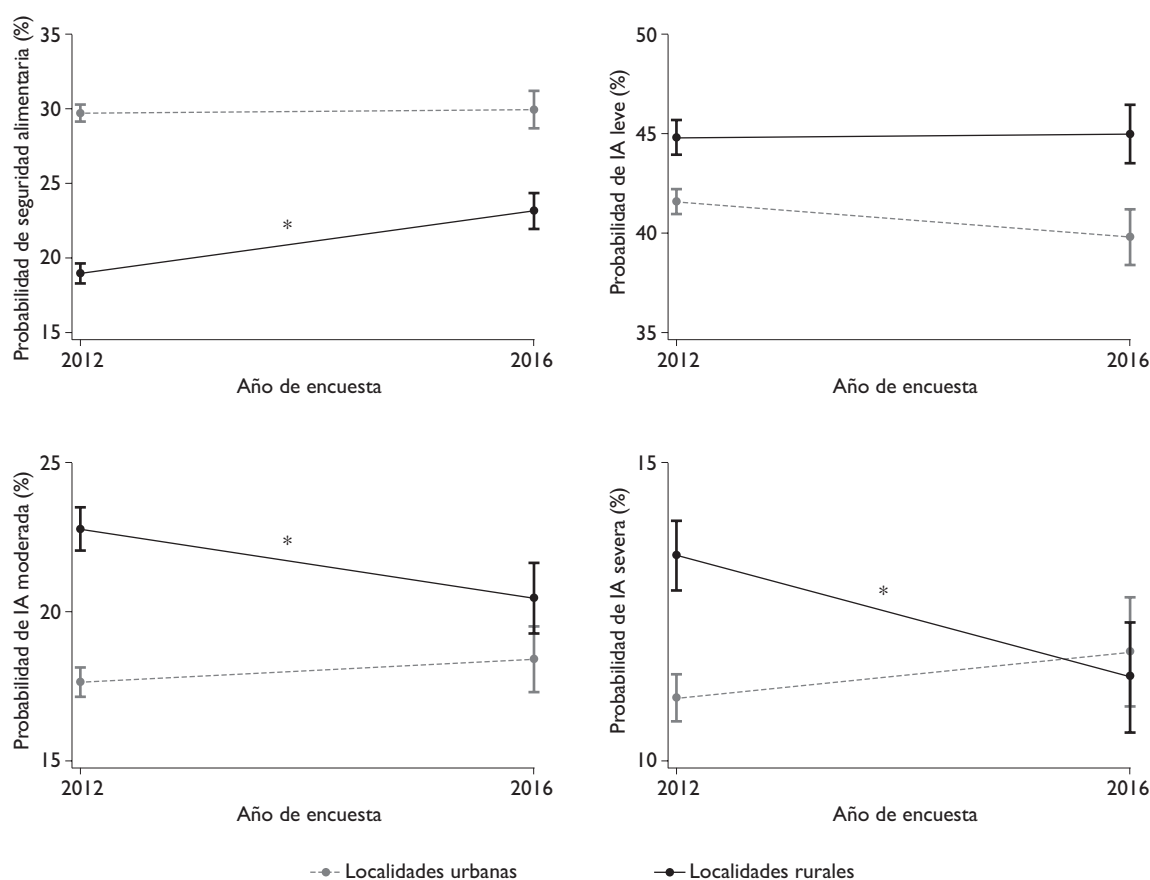 Probabilidad de seguridad alimentaria (%)
35
30
25
20
15
*
2012
2016
Año de encuesta
Probabilidad de IA leve (%)
50
45
40
35
2012
2016
Año de encuesta
Probabilidad de IA moderada (%)
25
20
15
*
2012
2016
Año de encuesta
Probabilidad de IA severa (%)
15
10
*
2012
2016
Año de encuesta
Localidades urbanas
Localidades rurales